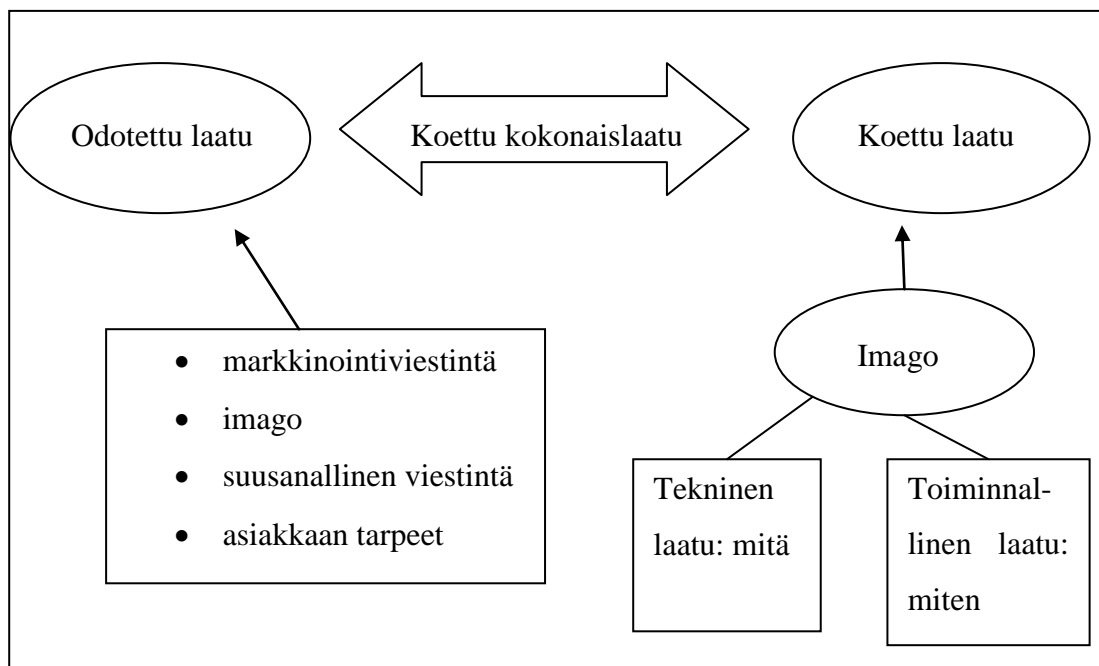 Odotettu laatu
Koettu kokonaislaatu
Koettu laatu
• markkinointiviestintä
• imago
• suusanallinen viestintä
• asiakkaan tarpeet
Imago
Tekninen
laatu: mitä
Toiminnal-
linen laatu:
miten